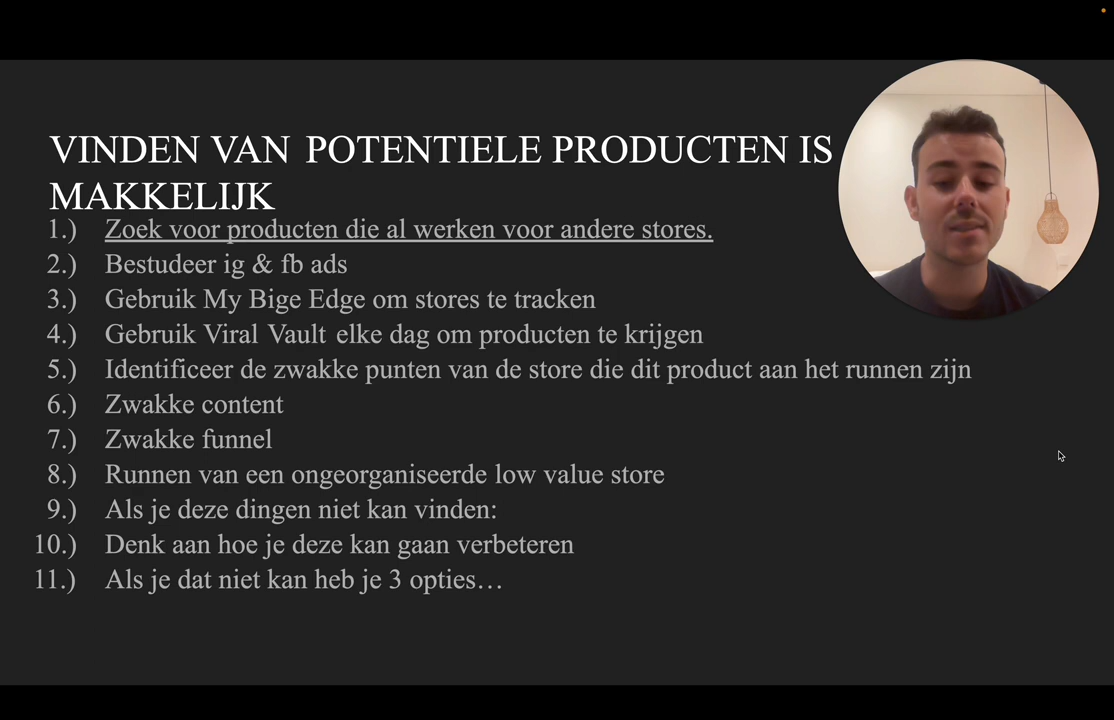 VINDEN VAN POTENTIELE PRODUCTEN IS
MAKKELIJK
1.) Zoek voor producten die al werken voor andere stores.
2.) Bestudeer ig & fb ads
3.) Gebruik My Bige Edge om stores te tracken
4.) Gebruik Viral Vault elke dag om producten te krijgen
5.) Identificeer de zwakke punten van de store die dit product aan het runnen zijn
6.) Zwakke content
7.) Zwakke funnel
8.) Runnen van een ongeorganiseerde low value store
9.) Als je deze dingen niet kan vinden:
10.) Denk aan hoe je deze kan gaan verbeteren
11.) Als je dat niet kan heb je 3 opties…